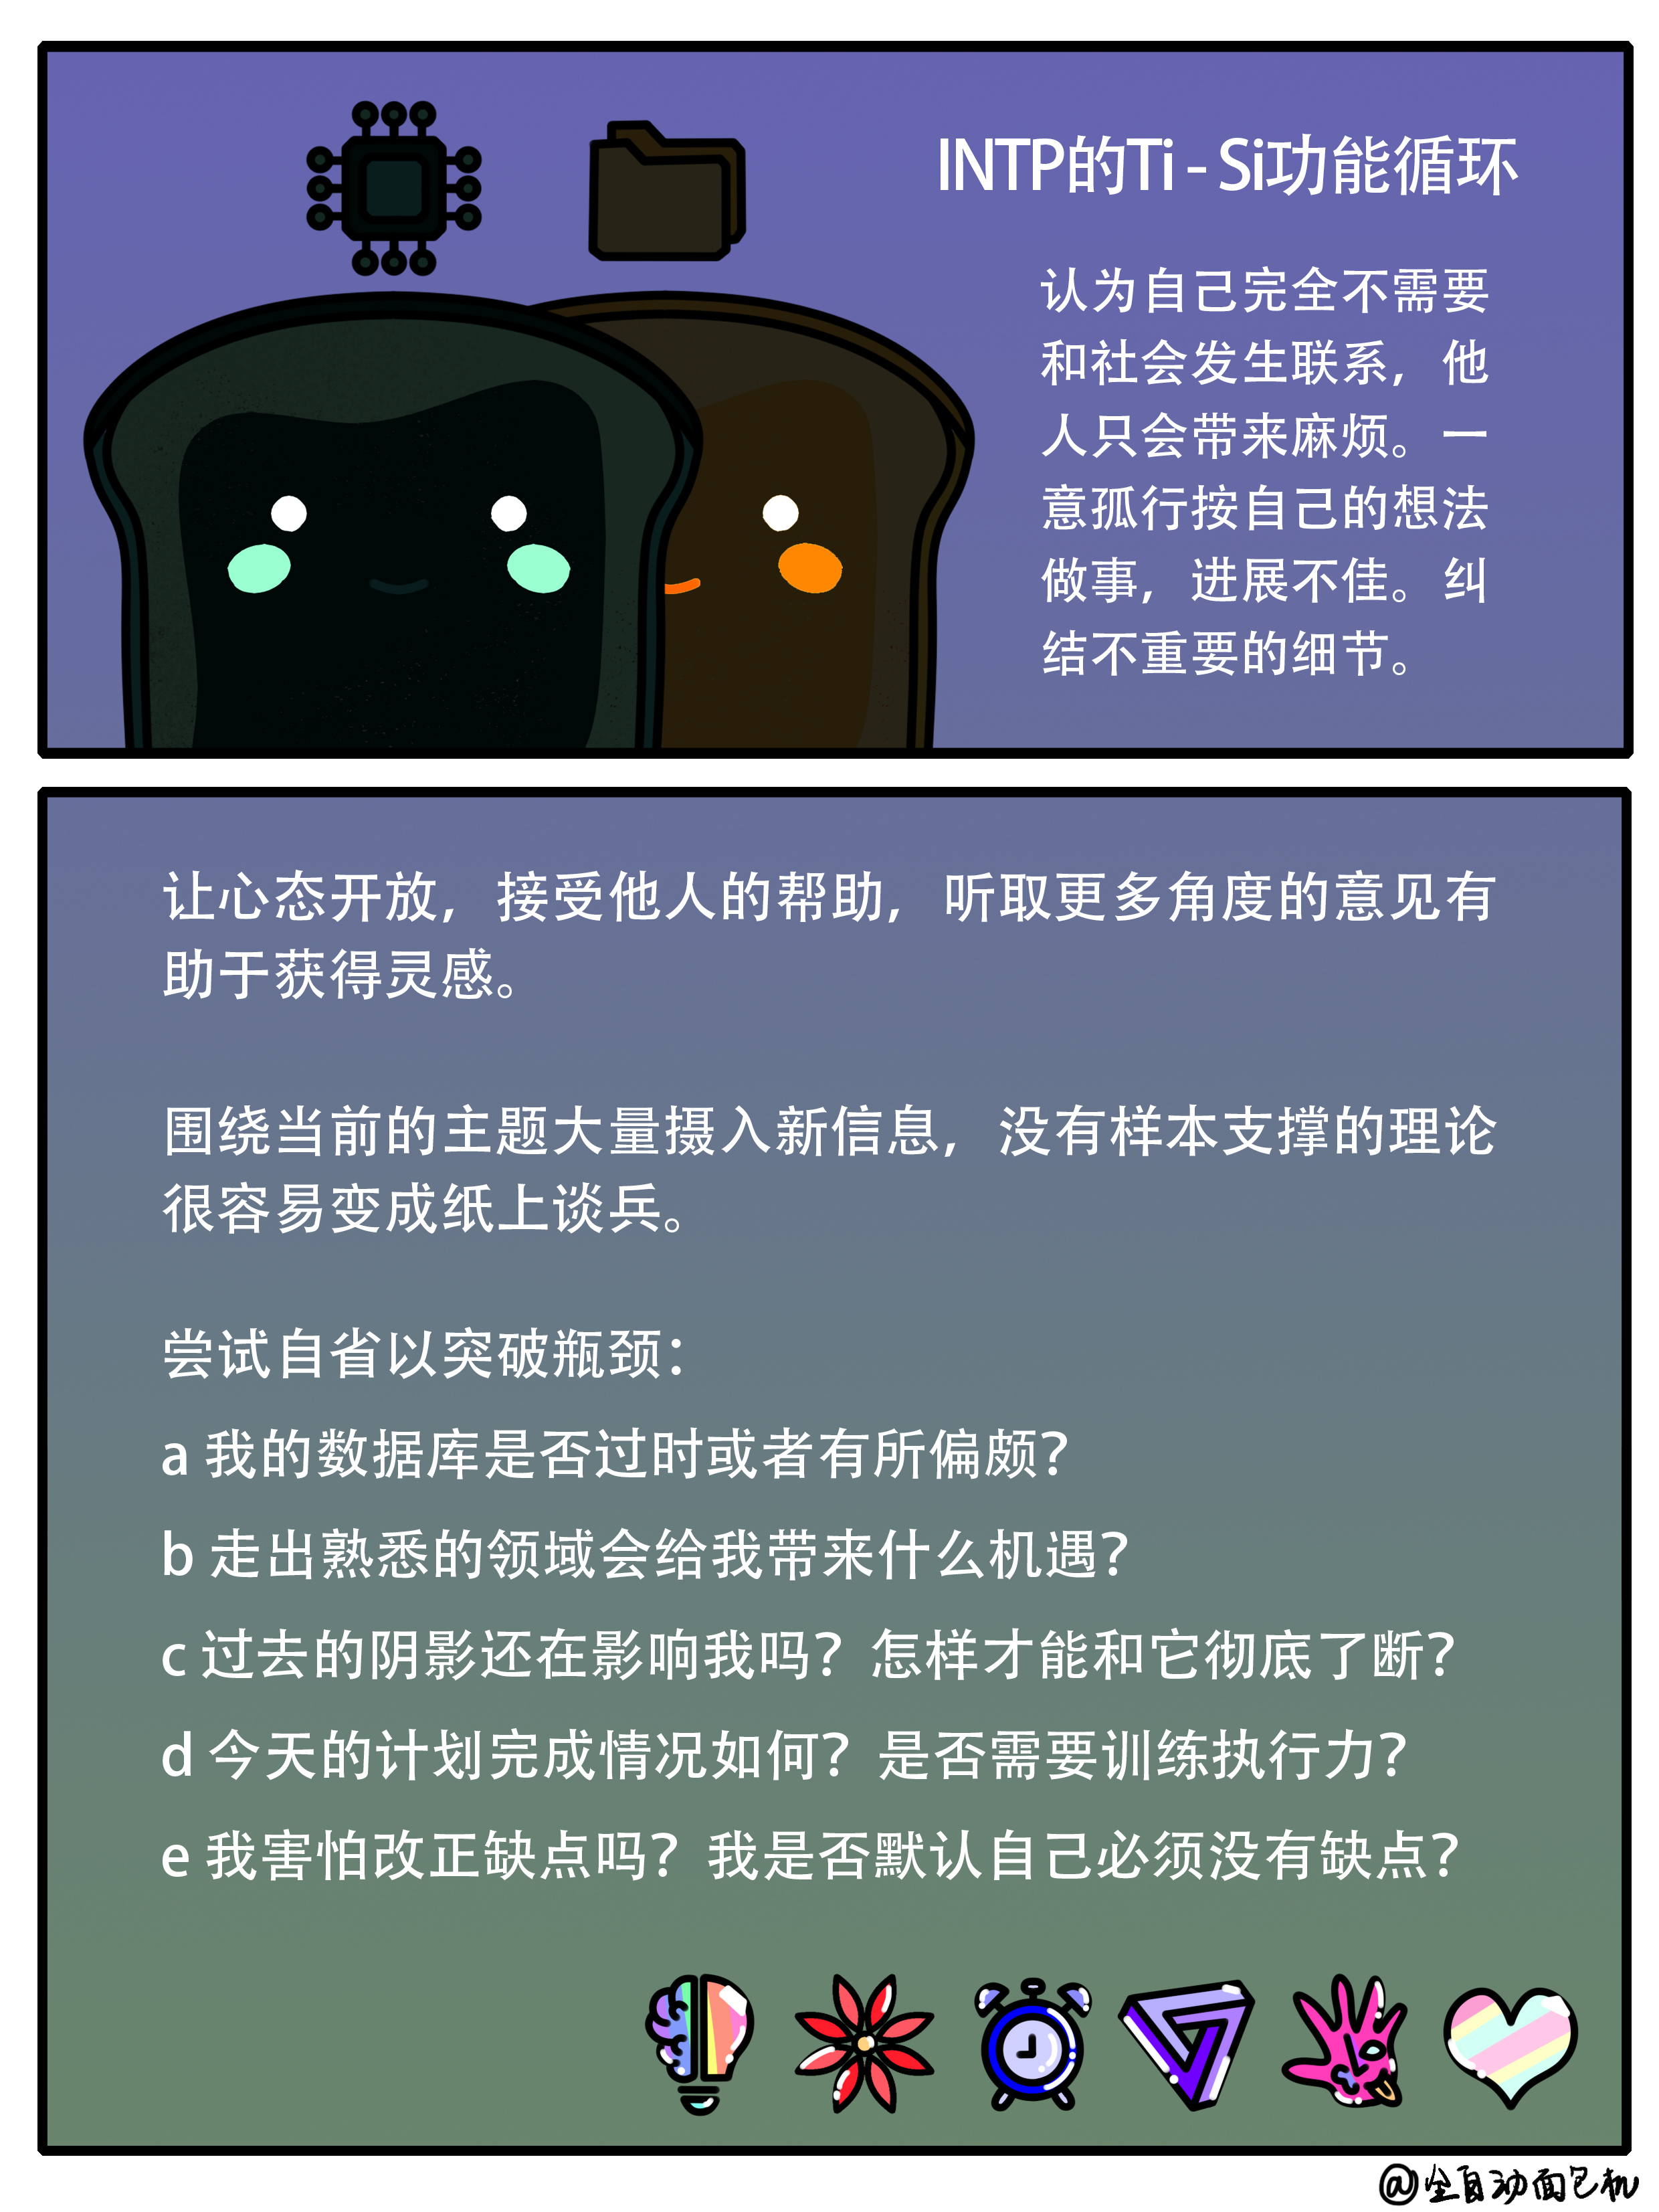 INTP的Ti - Si功能循环
认为自己完全不需要
和社会发生联系，他
人只会带来麻烦。一
意孤行按自己的想法
做事，进展不佳。纠
结不重要的细节。
让心态开放，接受他人的帮助，听取更多角度的意见有
助于获得灵感。
围绕当前的主题大量摄入新信息，没有样本支撑的理论
很容易变成纸上谈兵。
尝试自省以突破瓶颈：
a 我的数据库是否过时或者有所偏颇？
b 走出熟悉的领域会给我带来什么机遇？
c 过去的阴影还在影响我吗？怎样才能和它彻底了断？
d 今天的计划完成情况如何？是否需要训练执行力？
e 我害怕改正缺点吗？我是否默认自己必须没有缺点？
@全自动面包机